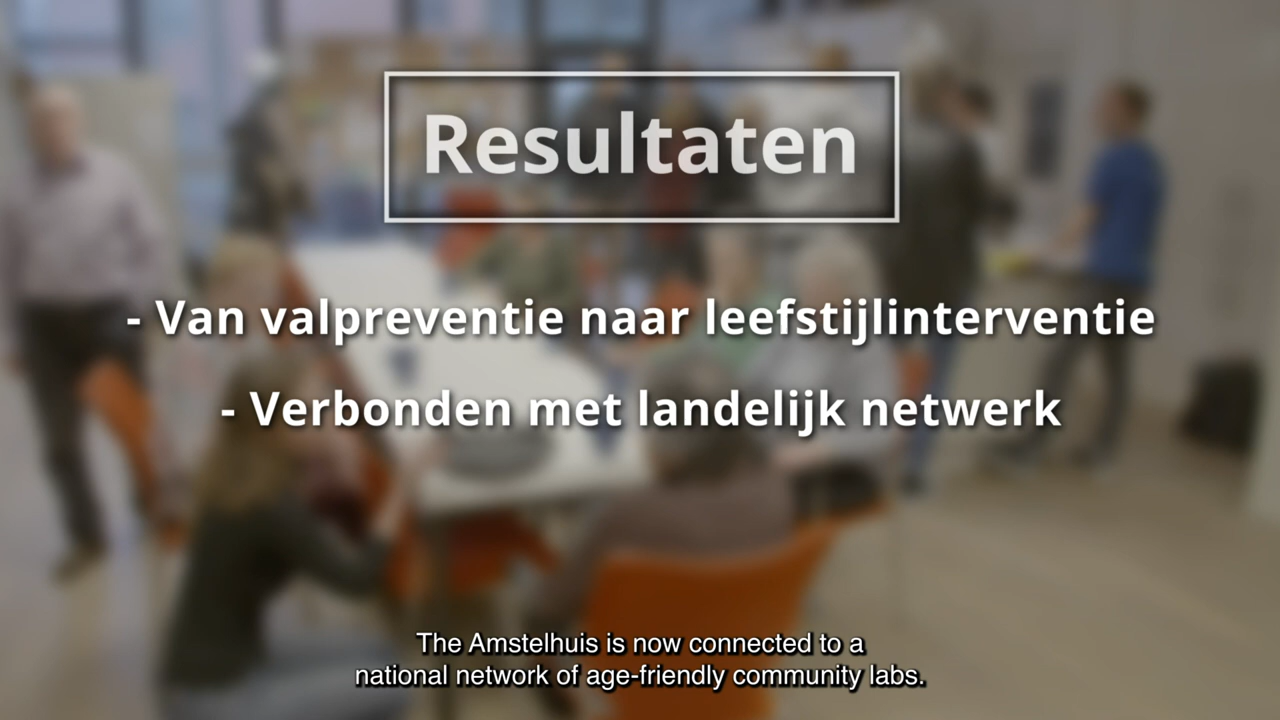 Resultaten
- Van valpreventie naar leefstijlinterventie
- Verbonden met landelijk netwerk
The Amstelhuis is now connected to a
national network of age-friendly community labs.